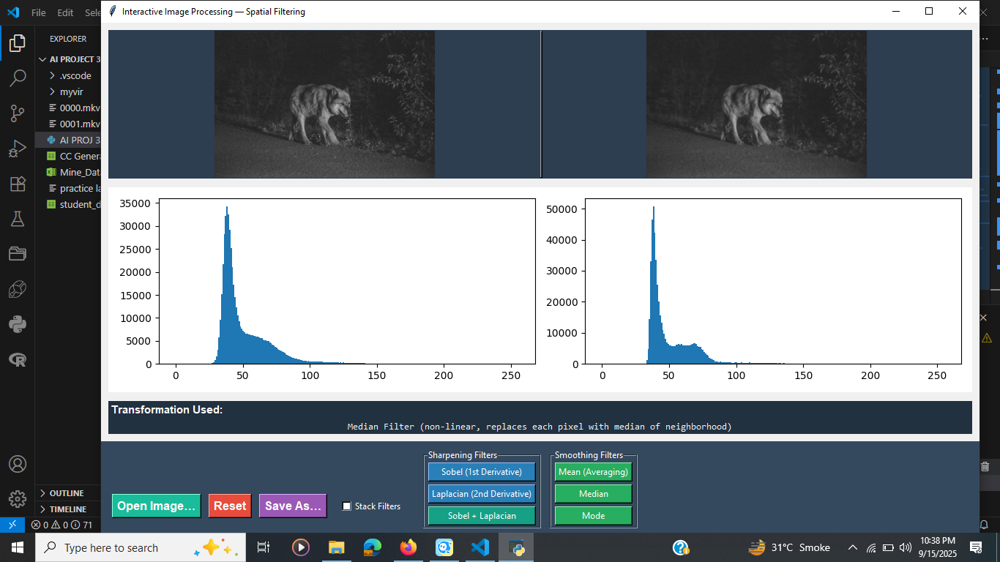 File Edit Sele
Interactive Image Processing — Spatial Filtering
EXPLORER
AI PROJECT 3
.vscode
myvir
0000.mkv
0001.mkv
AI PROJ 3
CC Genera
Mine_Dat
practice la
student_d
OUTLINE
TIMELINE
0 0 71
35000
30000
25000
20000
15000
10000
5000
0
0 50 100 150 200 250
50000
40000
30000
20000
10000
0
0 50 100 150 200 250
Transformation Used:
Median Filter (non-linear, replaces each pixel with median of neighborhood)
Open Image...
Reset
Save As...
Stack Filters
Sharpening Filters
Sobel (1st Derivative)
Laplacian (2nd Derivative)
Sobel + Laplacian
Smoothing Filters
Mean (Averaging)
Median
Mode
Type here to search
31°C Smoke
10:38 PM
9/15/2025